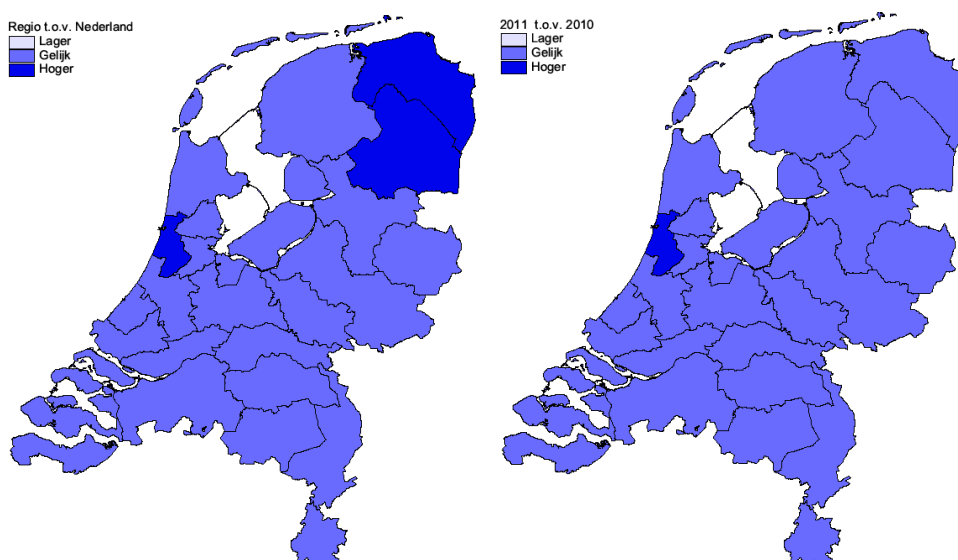 Regio t.o.v. Nederland
Lager
Gelijk
Hoger
2011 t.o.v. 2010
Lager
Gelijk
Hoger